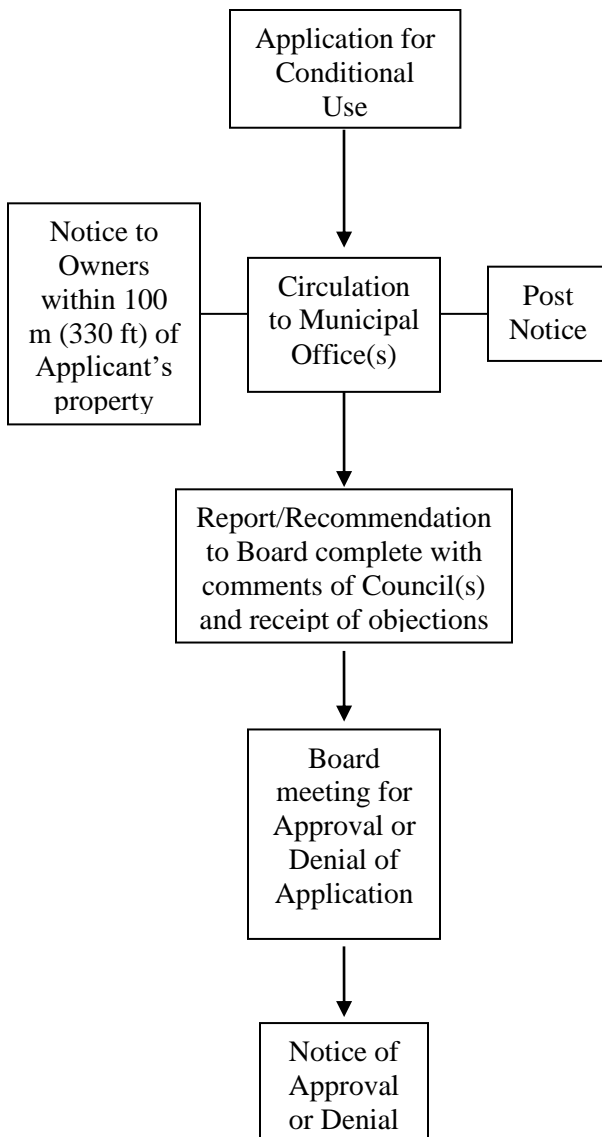 Application for
Conditional
Use
Notice to
Owners
within 100
m (330 ft) of
Applicant’s
property
Circulation
to Municipal
Office(s)
Post
Notice
Report/Recommendation
to Board complete with
comments of Council(s)
and receipt of objections
Board
meeting for
Approval or
Denial of
Application
Notice of
Approval
or Denial